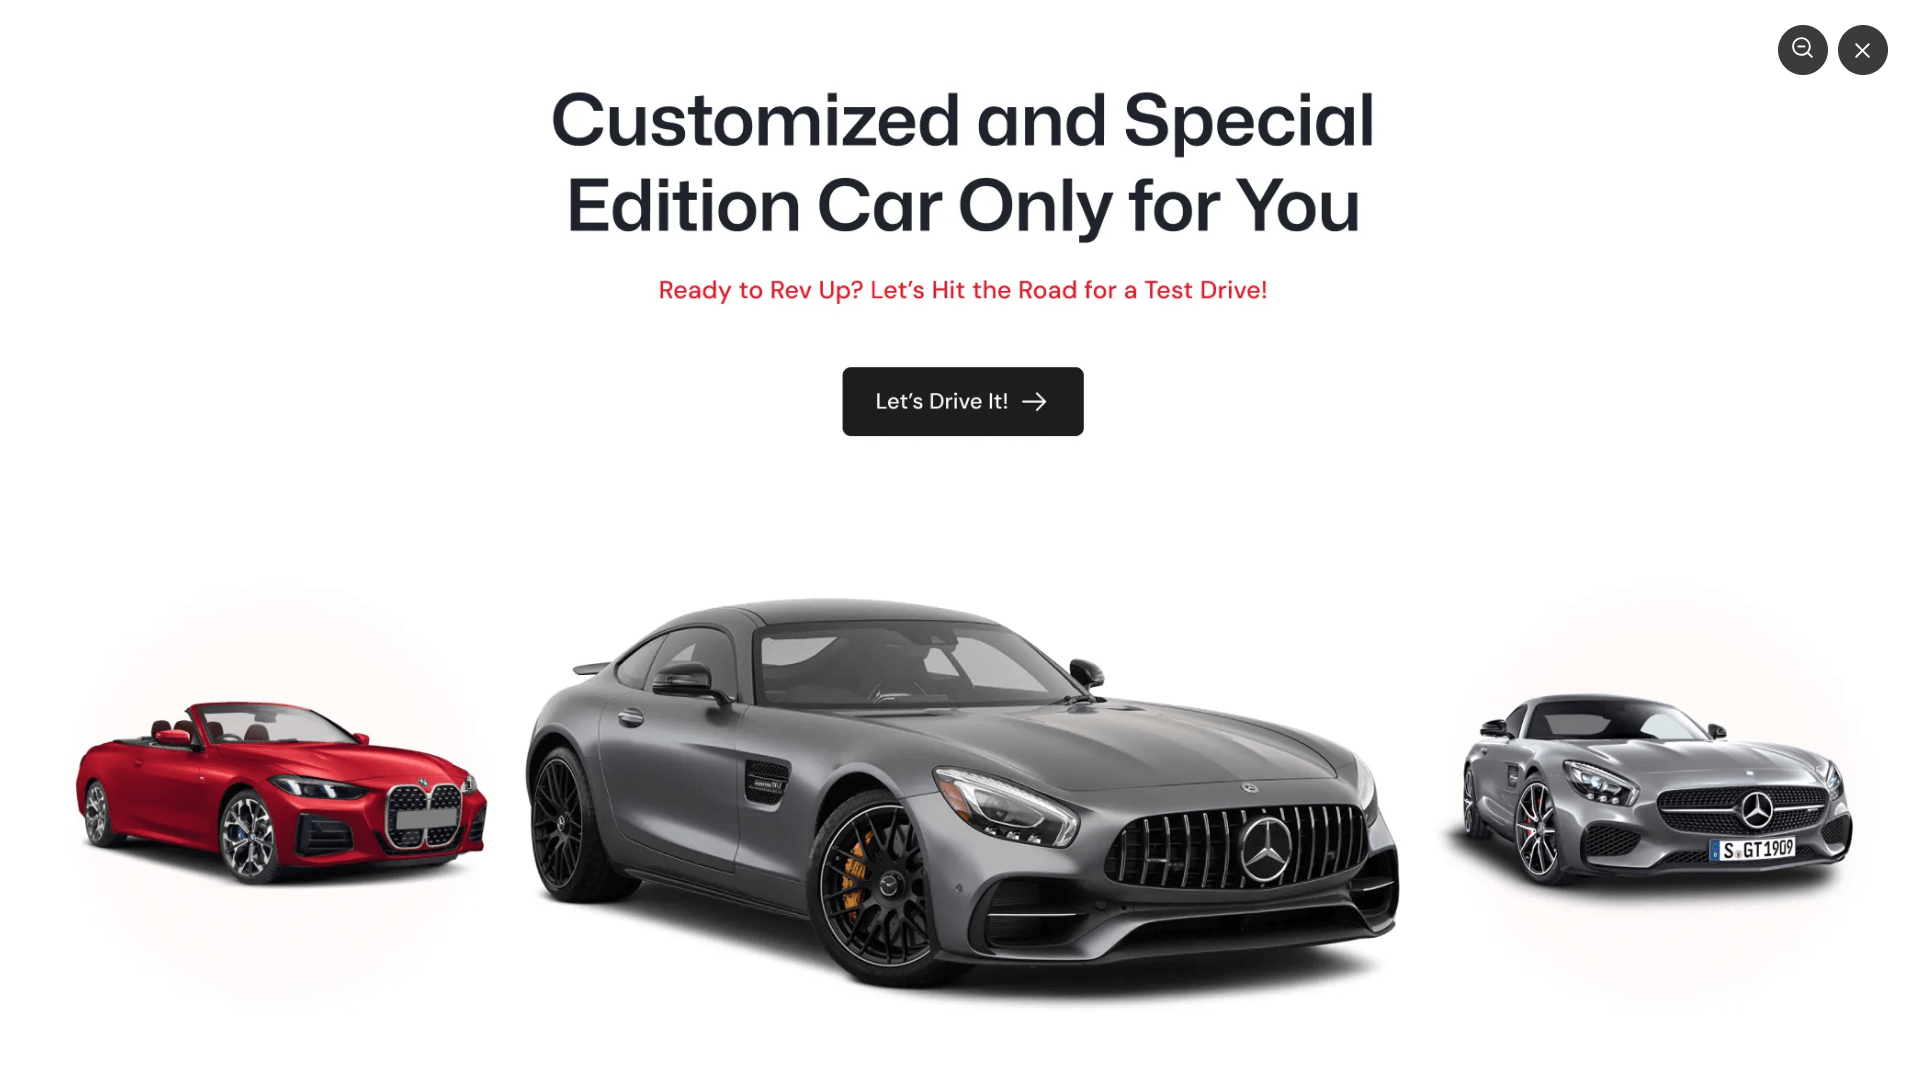 Customized and Special
Edition Car Only for You
Ready to Rev Up? Let’s Hit the Road for a Test Drive!
Let’s Drive It!
S GT 1909